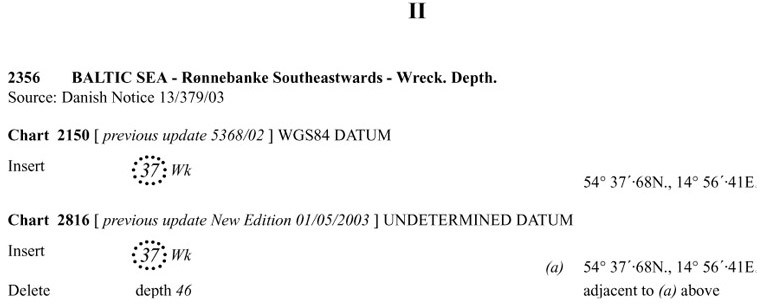 II
2356 BALTIC SEA - Rønnebanke Southeastwards - Wreck. Depth.
Source: Danish Notice 13/379/03
Chart 2150 [ previous update 5368/02 ] WGS84 DATUM
Insert 37 Wk 54° 37´·68N., 14° 56´·41E
Chart 2816 [ previous update New Edition 01/05/2003 ] UNDETERMINED DATUM
Insert 37 Wk (a) 54° 37´·68N., 14° 56´·41E
Delete depth 46 adjacent to (a) above